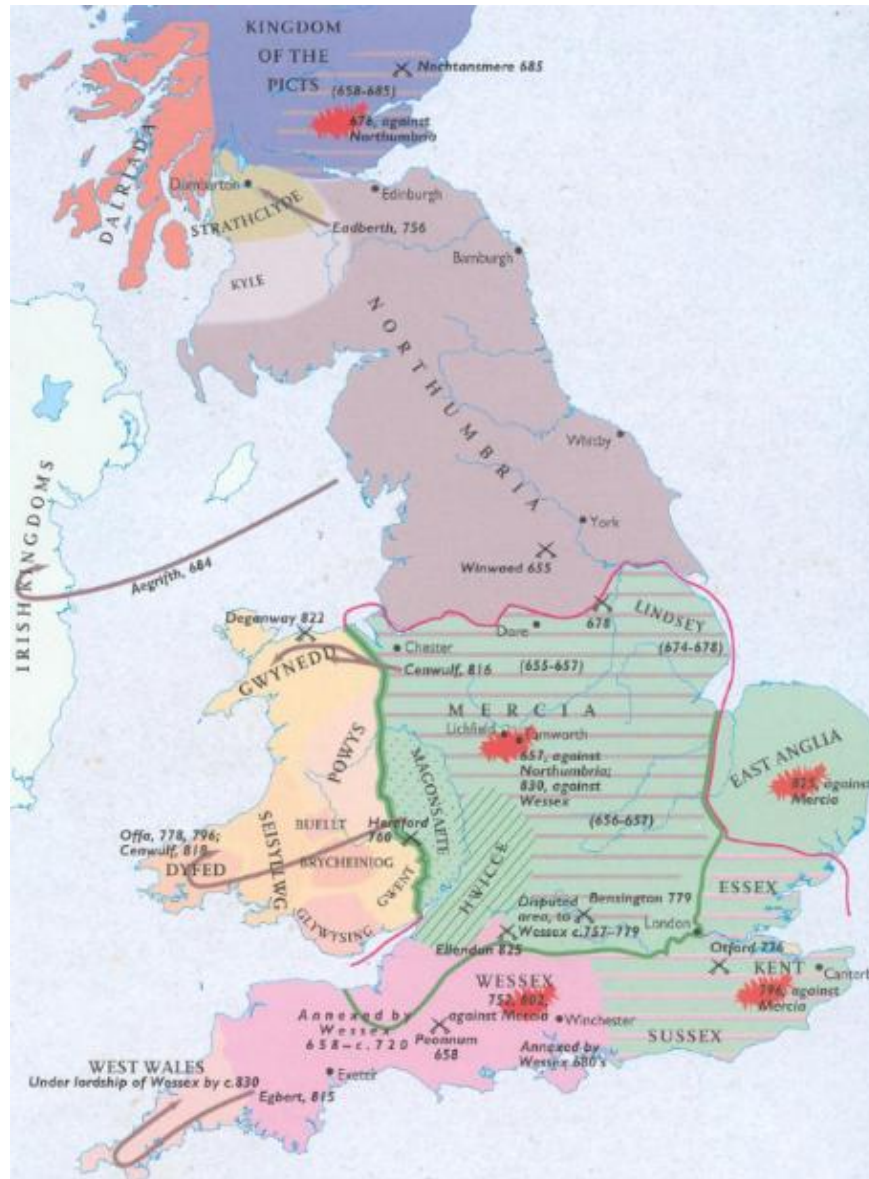 KINGDOM
OF THE
PICTS
Nechtansmere 685
(658-685)
676, against
Northumbria
DALRIADA
Dumbarton
STRATHCLYDE
Edinburgh
Eadberth, 756
Bamburgh
KYLE
NORTHUMBRIA
Whitby
York
IRISH KINGDOMS
Aegrifth, 684
Winwaed 655
Deganway 822
678
LINDSEY
Dore
Chester
(674-678)
(655-657)
GWYNEDD
Cenwulf, 816
MERCIA
POWYS
Lichfield
Tamworth
657, against
Northumbria;
830, against
Wessex
MAGONSAETE
EAST ANGLIA
825, against
Mercia
Offa, 778, 796;
Cenwulf, 818
BUELLT
Hereford
760
(656-657)
DYFED
SEISYLLWG
BRYCHEINIOG
GWENT
HWICCE
GLYWYSING
ESSEX
Disputed
area, to
Wessex c.757-779
Bensington 779
London
Ellendun 825
Otford 776
WESSEX
KENT
Canterb
752, 802,
against Mercia
796, against
Mercia
Winchester
SUSSEX
Annexed by
Wessex
658-c.720
Peonnum
658
Annexed by
Wessex 680's
WEST WALES
Under lordship of Wessex by c.830
Exeter
Egbert, 815